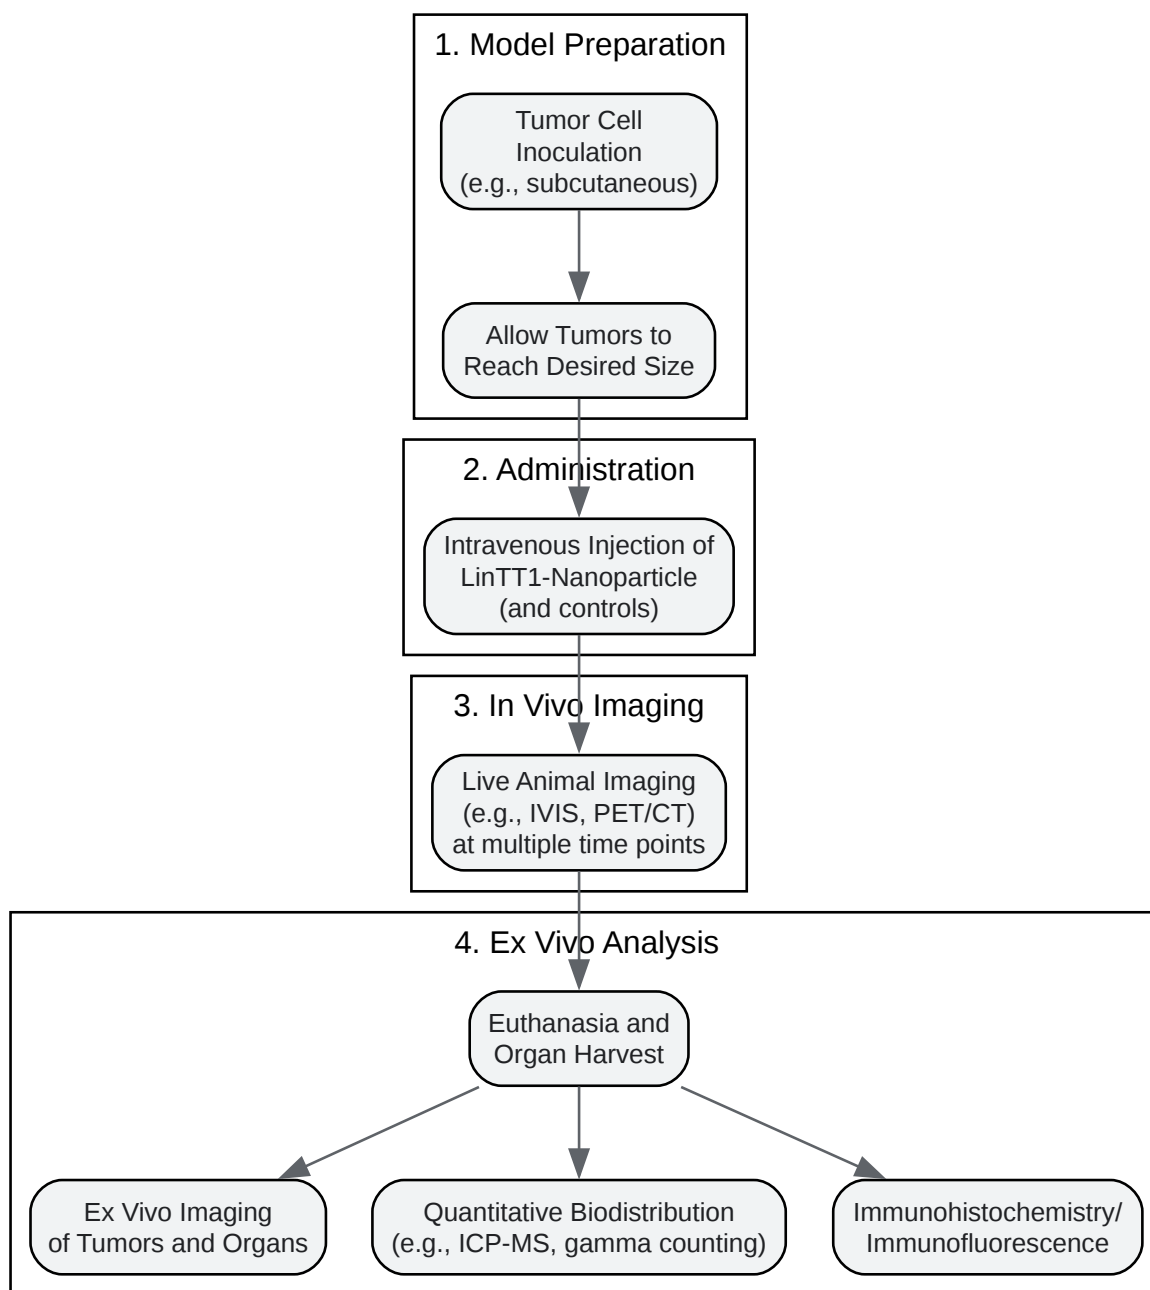 1. Model Preparation
Tumor Cell
Inoculation
(e.g., subcutaneous)
Allow Tumors to
Reach Desired Size
2. Administration
Intravenous Injection of
LinTT1-Nanoparticle
(and controls)
3. In Vivo Imaging
Live Animal Imaging
(e.g., IVIS, PET/CT)
at multiple time points
4. Ex Vivo Analysis
Euthanasia and
Organ Harvest
Ex Vivo Imaging
of Tumors and Organs
Quantitative Biodistribution
(e.g., ICP-MS, gamma counting)
Immunohistochemistry/
Immunofluorescence